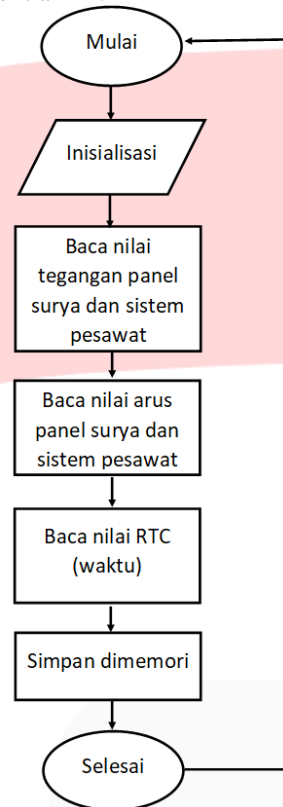 Mulai
Inisialisasi
Baca nilai
tegangan panel
surya dan sistem
pesawat
Baca nilai arus
panel surya dan
sistem pesawat
Baca nilai RTC
(waktu)
Simpan dimemori
Selesai